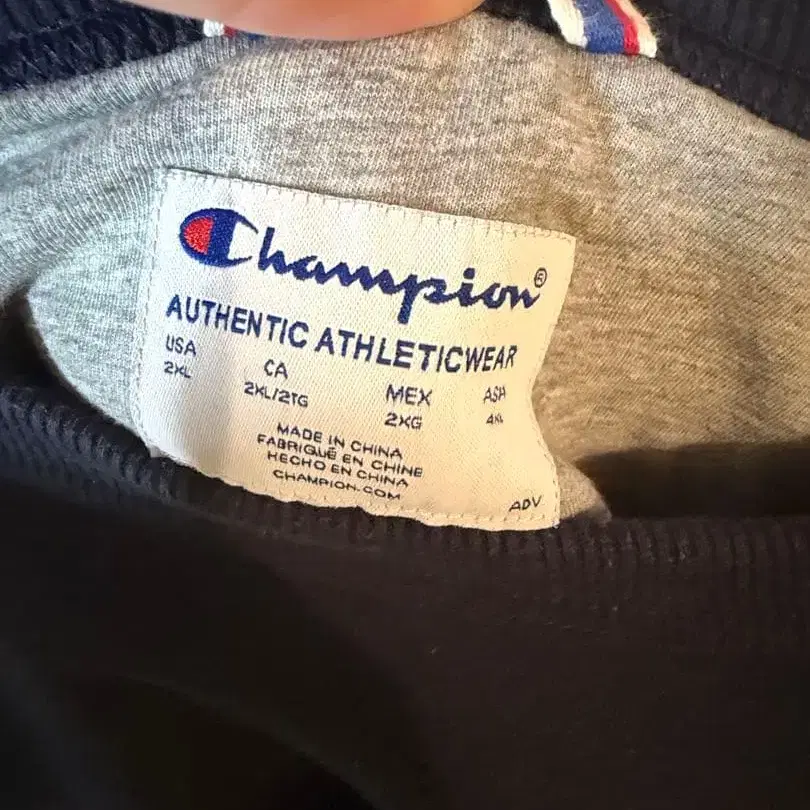 Champion®
AUTHENTIC ATHLETICWEAR
USA CA MEX ASIA
2XL 2XL/2TG 2XG 4XL
MADE IN CHINA
FABRIQUÉ EN CHINE
HECHO EN CHINA
CHAMPION.COM
ADV